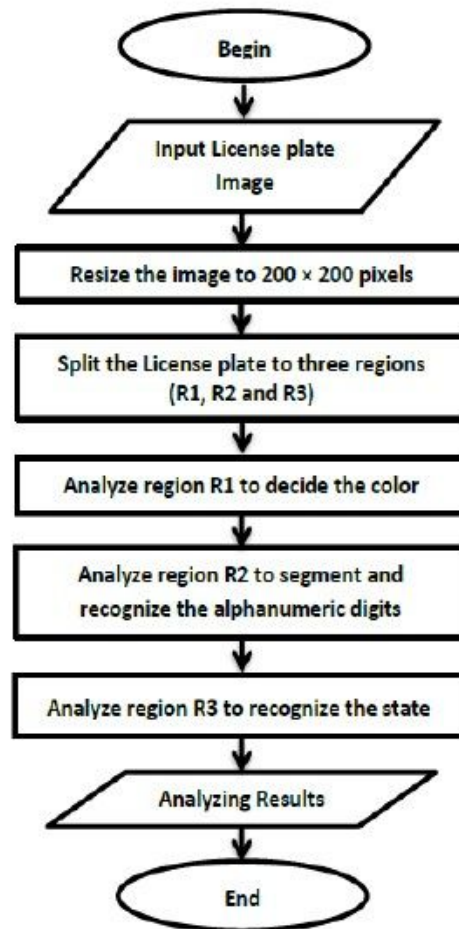 Begin
Input License plate
Image
Resize the image to 200 × 200 pixels
Split the License plate to three regions
(R1, R2 and R3)
Analyze region R1 to decide the color
Analyze region R2 to segment and
recognize the alphanumeric digits
Analyze region R3 to recognize the state
Analyzing Results
End